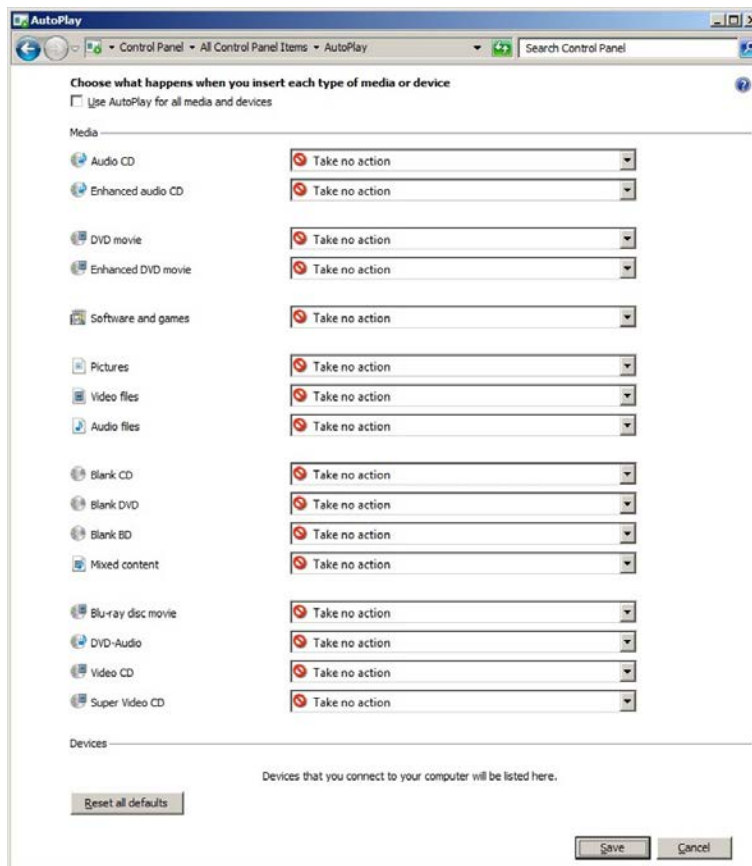 AutoPlay
Control Panel Items AutoPlay
Control Panel • All Control Panel Items • AutoPlay
Search Control Panel
Choose what happens when you insert each type of media or device
Use AutoPlay for all media and devices
Media
Audio CD Take no action
Enhanced audio CD Take no action
DVD movie Take no action
Enhanced DVD movie Take no action
Software and games Take no action
Pictures Take no action
Video files Take no action
Audio files Take no action
Blank CD Take no action
Blank DVD Take no action
Blank BD Take no action
Mixed content Take no action
Blu-ray disc movie Take no action
DVD-Audio Take no action
Video CD Take no action
Super Video CD Take no action
Devices
Devices that you connect to your computer will be listed here.
Reset all defaults
Save Cancel